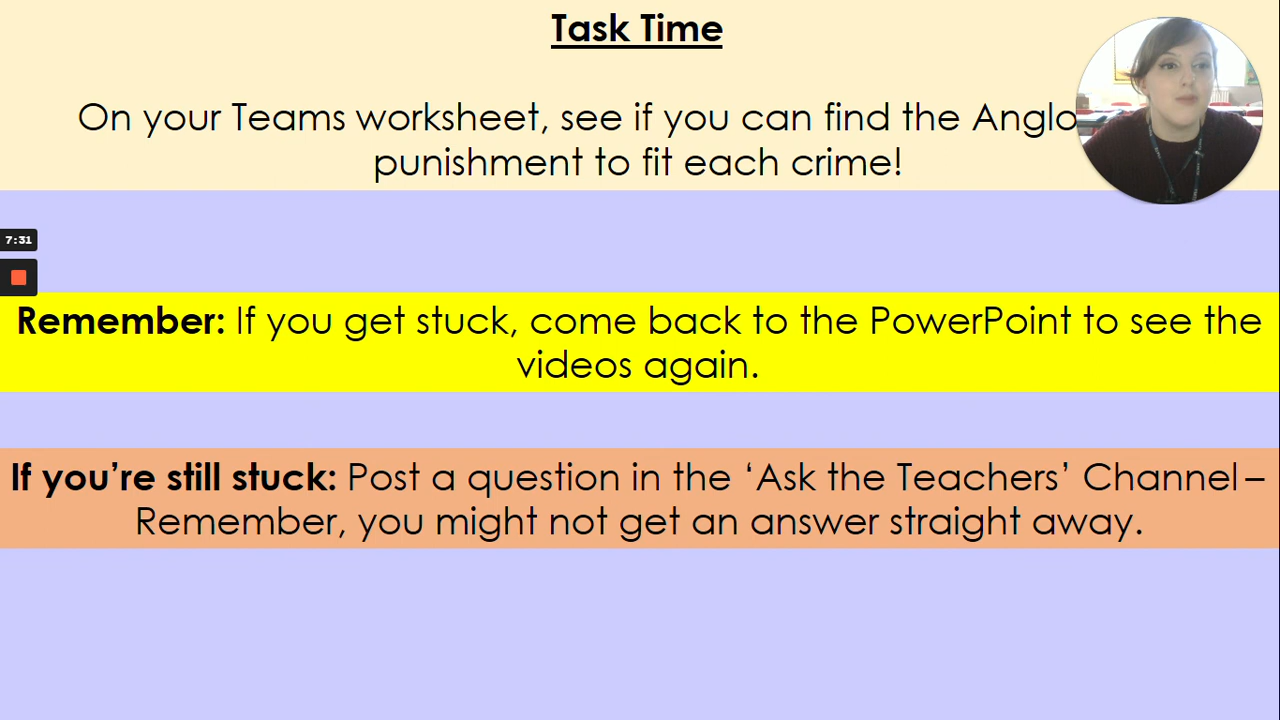 Task Time
On your Teams worksheet, see if you can find the Anglo
punishment to fit each crime!
7:31
Remember: If you get stuck, come back to the PowerPoint to see the
videos again.
If you’re still stuck: Post a question in the ‘Ask the Teachers’ Channel –
Remember, you might not get an answer straight away.